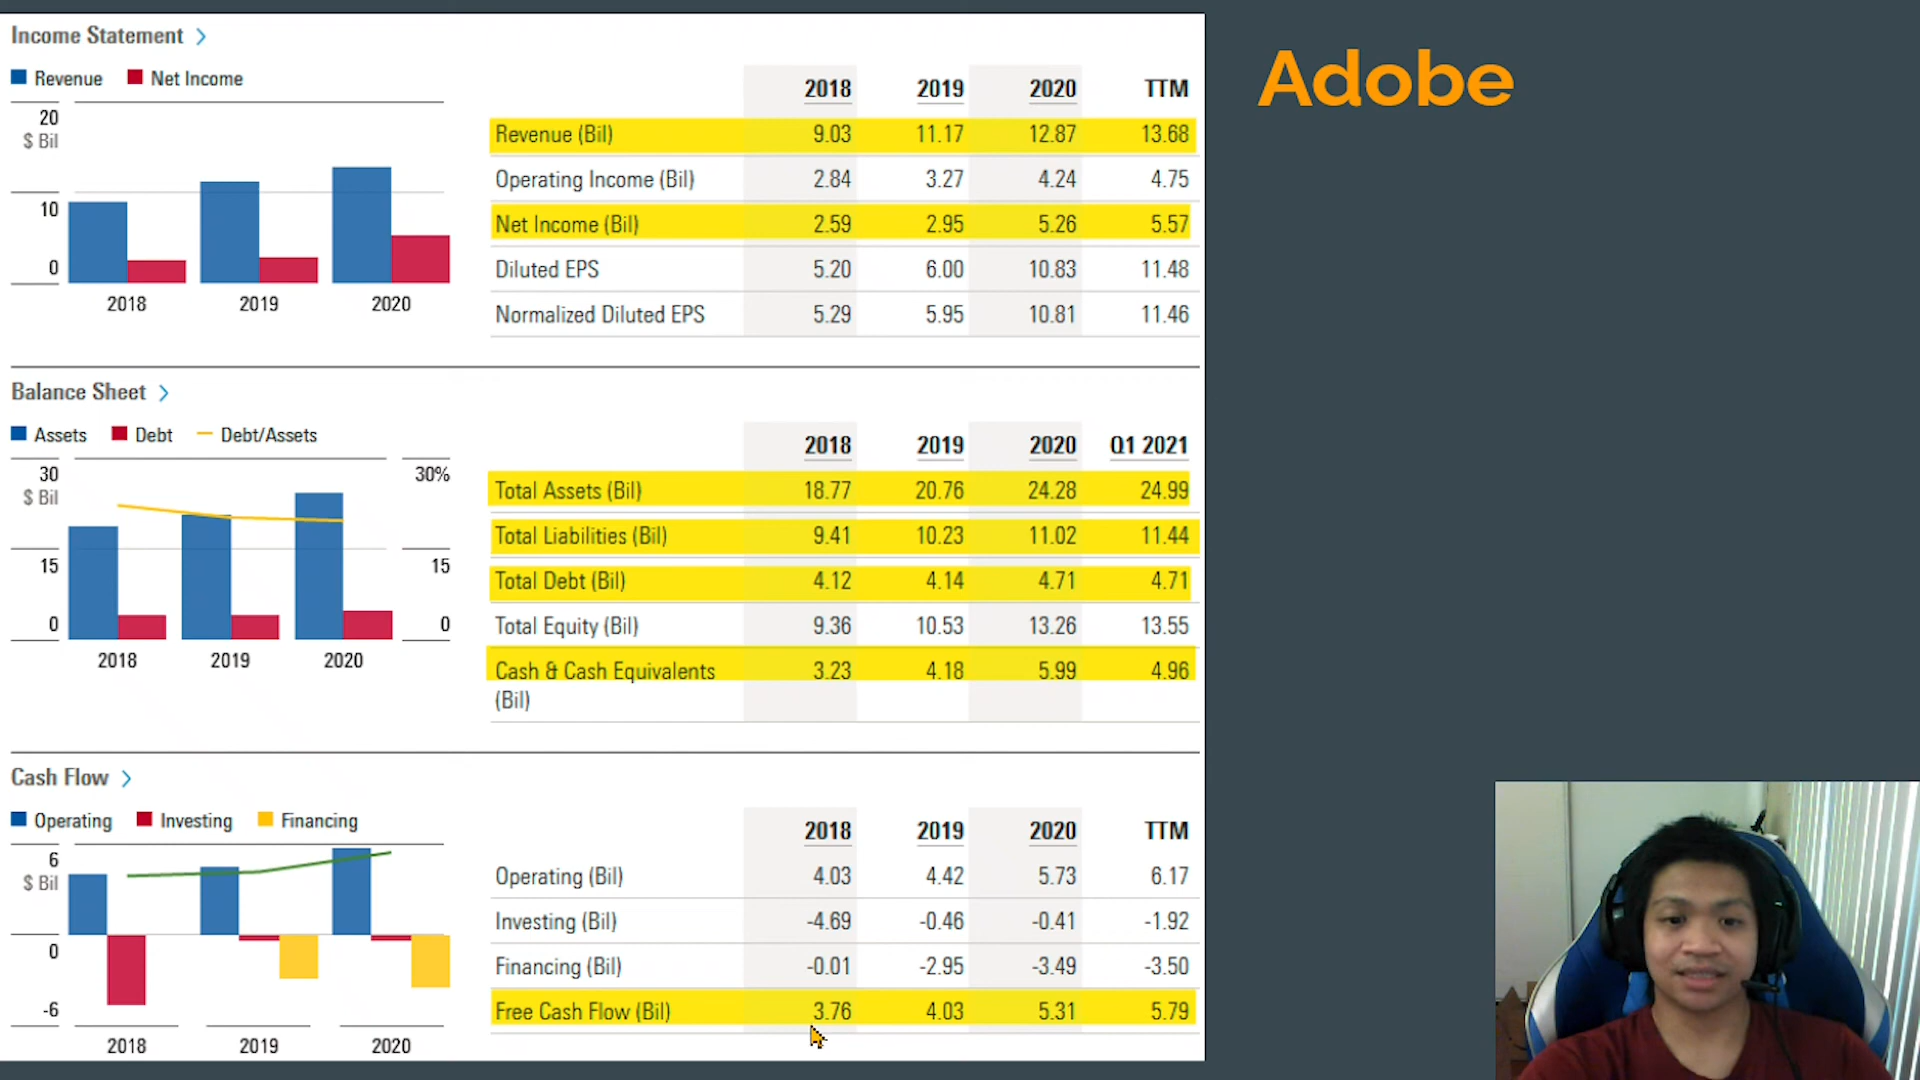 Adobe
Income Statement
Revenue Net Income
20
$ Bil
10
0
2018 2019 2020
2018 2019 2020 TTM
Revenue (Bil) 9.03 11.17 12.87 13.68
Operating Income (Bil) 2.84 3.27 4.24 4.75
Net Income (Bil) 2.59 2.95 5.26 5.57
Diluted EPS 5.20 6.00 10.83 11.48
Normalized Diluted EPS 5.29 5.95 10.81 11.46
Balance Sheet
Assets Debt Debt/Assets
30 30%
$ Bil
15 15
0 0
2018 2019 2020
2018 2019 2020 Q1 2021
Total Assets (Bil) 18.77 20.76 24.28 24.99
Total Liabilities (Bil) 9.41 10.23 11.02 11.44
Total Debt (Bil) 4.12 4.14 4.71 4.71
Total Equity (Bil) 9.36 10.53 13.26 13.55
Cash & Cash Equivalents 3.23 4.18 5.99 4.96
(Bil)
Cash Flow
Operating Investing Financing
6
$ Bil
0
-6
2018 2019 2020
2018 2019 2020 TTM
Operating (Bil) 4.03 4.42 5.73 6.17
Investing (Bil) -4.69 -0.46 -0.41 -1.92
Financing (Bil) -0.01 -2.95 -3.49 -3.50
Free Cash Flow (Bil) 3.76 4.03 5.31 5.79